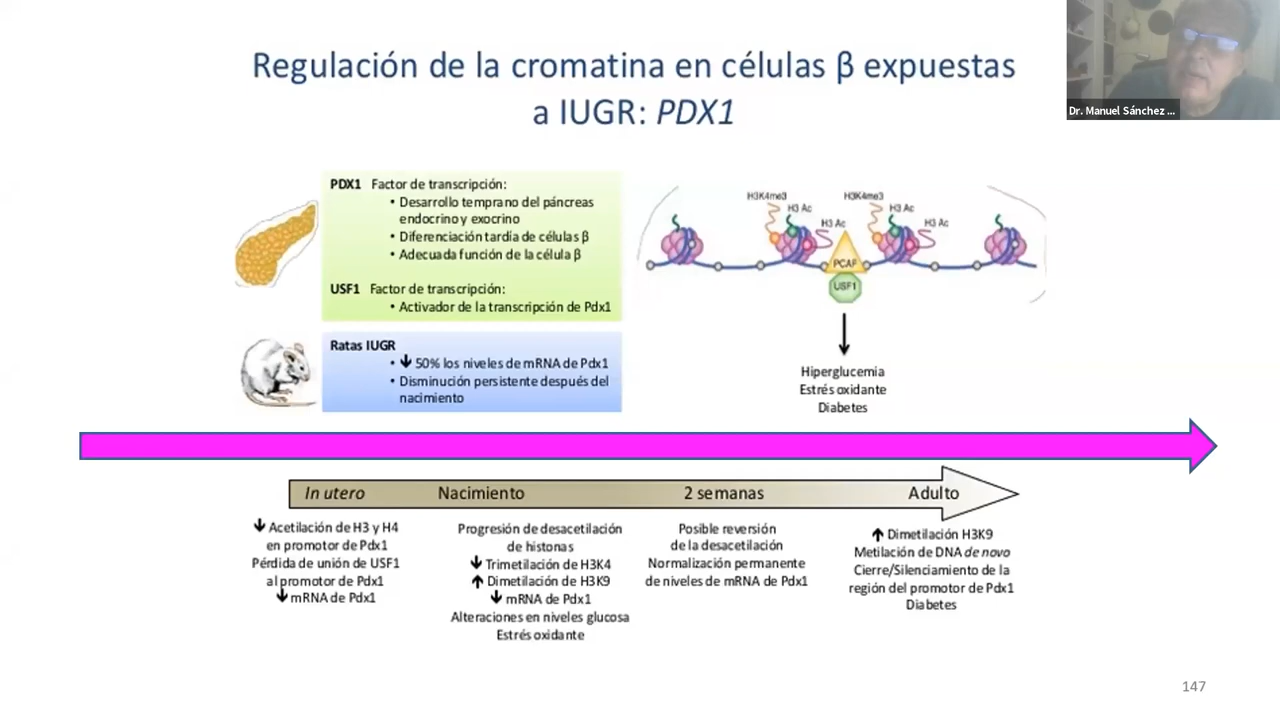 Regulación de la cromatina en células β expuestas
a IUGR: PDX1
Dr. Manuel Sánchez ...
PDX1 Factor de transcripción:
• Desarrollo temprano del páncreas
endocrino y exocrino
• Diferenciación tardía de células β
• Adecuada función de la célula β
USF1 Factor de transcripción:
• Activador de la transcripción de Pdx1
Ratas IUGR
• ↓ 50% los niveles de mRNA de Pdx1
• Disminución persistente después del
nacimiento
H3K4me3
H3 Ac
H3 Ac
H3K4me3
H3 Ac
H3 Ac
PCAF
USF1
Hiperglucemia
Estrés oxidante
Diabetes
In utero
Nacimiento
2 semanas
Adulto
↓ Acetilación de H3 y H4
en promotor de Pdx1
Pérdida de unión de USF1
al promotor de Pdx1
↓ mRNA de Pdx1
Progresión de desacetilación
de histonas
↓ Trimetilación de H3K4
↑ Dimetilación de H3K9
↓ mRNA de Pdx1
Alteraciones en niveles glucosa
Estrés oxidante
Posible reversión
de la desacetilación
Normalización permanente
de niveles de mRNA de Pdx1
↑ Dimetilación H3K9
Metilación de DNA de novo
Cierre/Silenciamiento de la
región del promotor de Pdx1
Diabetes
147